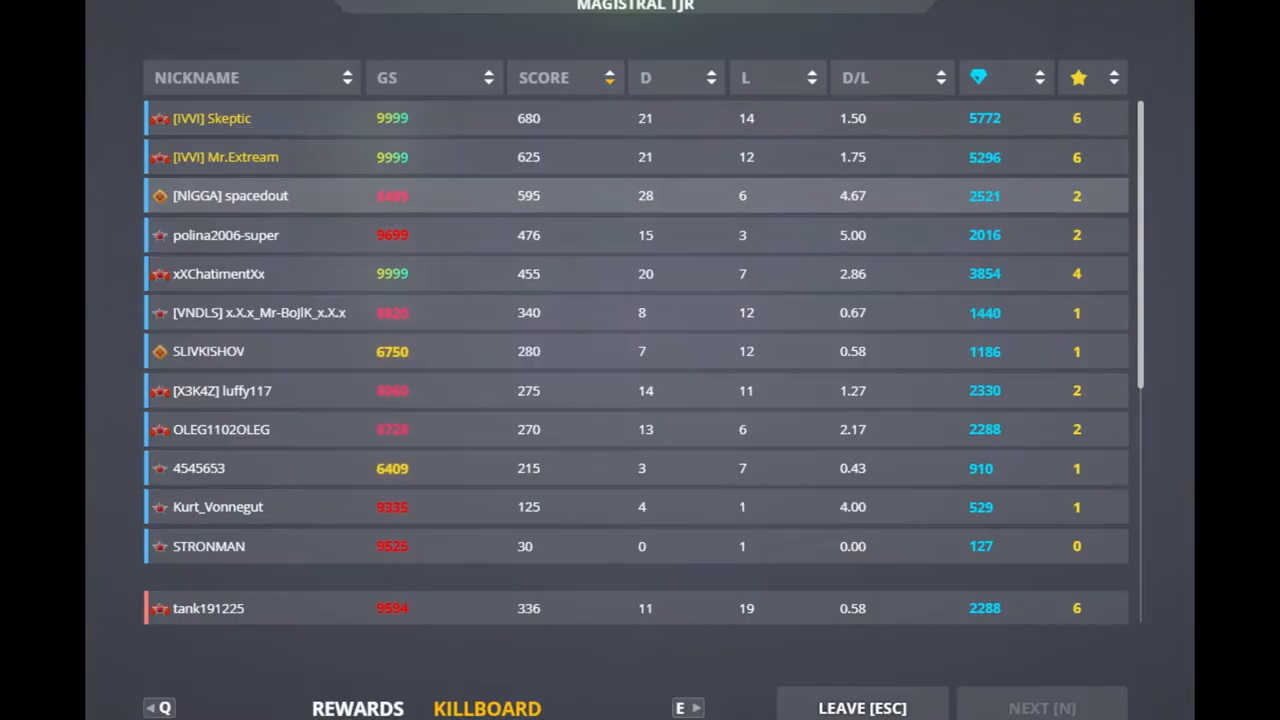 MAGISTRAL TJR
NICKNAME GS SCORE D L D/L
[IVVI] Skeptic 9999 680 21 14 1.50 5772 6
[IVVI] Mr.Extream 9999 625 21 12 1.75 5296 6
[NlGGA] spacedout 8489 595 28 6 4.67 2521 2
polina2006-super 9699 476 15 3 5.00 2016 2
xXChatimentXx 9999 455 20 7 2.86 3854 4
[VNDLS] x.X.x_Mr-BoJlK_x.X.x 8820 340 8 12 0.67 1440 1
SLIVKISHOV 6750 280 7 12 0.58 1186 1
[X3K4Z] luffy117 8060 275 14 11 1.27 2330 2
OLEG1102OLEG 8728 270 13 6 2.17 2288 2
4545653 6409 215 3 7 0.43 910 1
Kurt_Vonnegut 9335 125 4 1 4.00 529 1
STRONMAN 9525 30 0 1 0.00 127 0
tank191225 9594 336 11 19 0.58 2288 6
Q REWARDS KILLBOARD E LEAVE [ESC] NEXT [N]